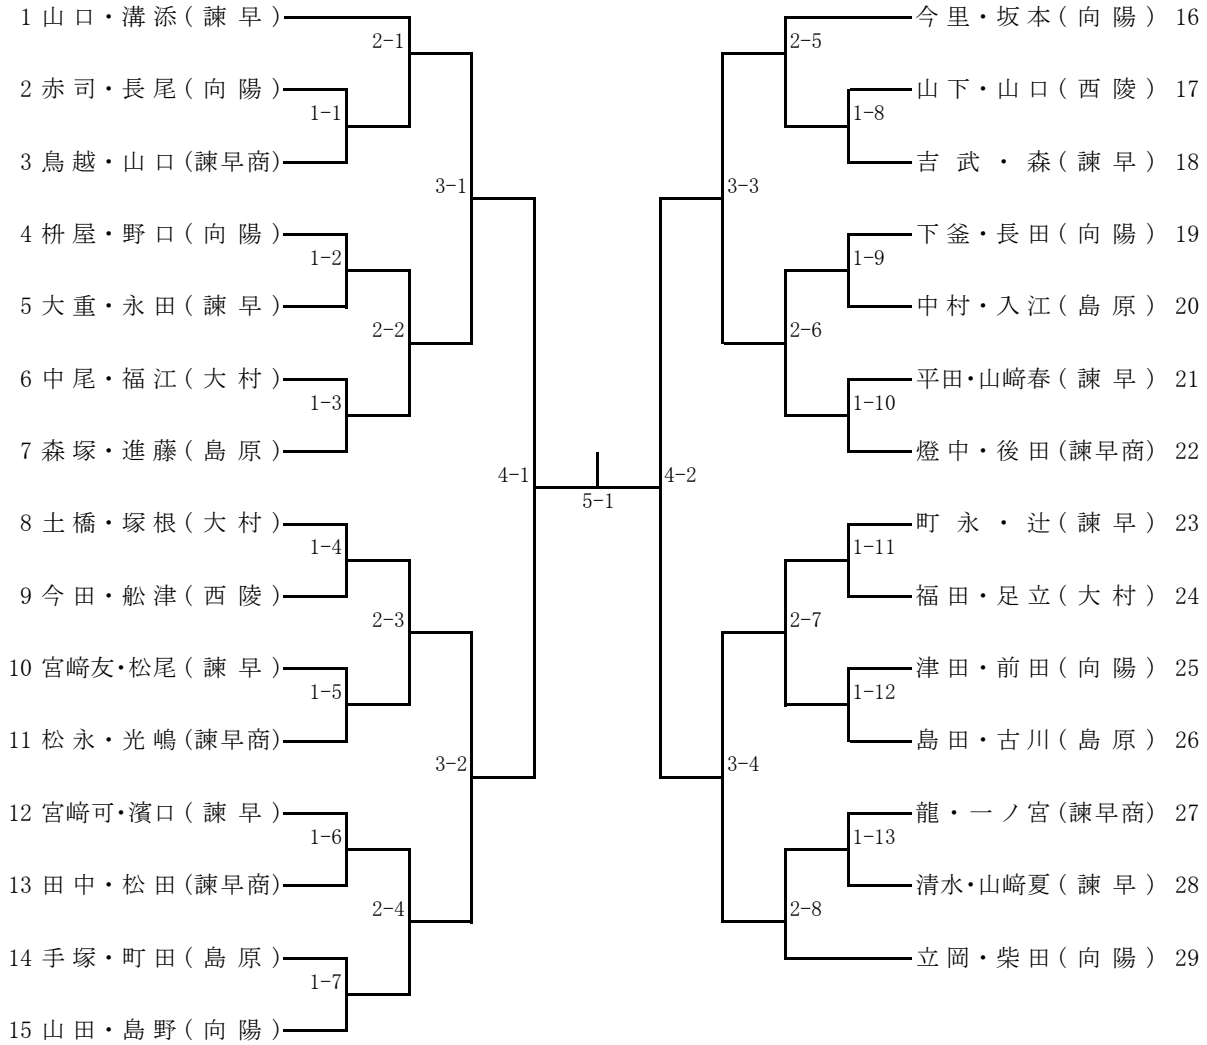 1 山口・溝添(諫早)
2-1
2 赤司・長尾(向陽)
1-1
3 鳥越・山口(諫早商)
3-1
4 枡屋・野口(向陽)
1-2
5 大重・永田(諫早)
2-2
6 中尾・福江(大村)
1-3
7 森塚・進藤(島原)
4-1
8 土橋・塚根(大村)
1-4
9 今田・舩津(西陵)
2-3
10 宮﨑友・松尾(諫早)
1-5
11 松永・光嶋(諫早商)
3-2
12 宮﨑可・濱口(諫早)
1-6
13 田中・松田(諫早商)
2-4
14 手塚・町田(島原)
1-7
15 山田・島野(向陽)
5-1
今里・坂本(向陽) 16
2-5
山下・山口(西陵) 17
1-8
吉武・森(諫早) 18
3-3
下釜・長田(向陽) 19
1-9
中村・入江(島原) 20
2-6
平田・山﨑春(諫早) 21
1-10
燈中・後田(諫早商) 22
4-2
町永・辻(諫早) 23
1-11
福田・足立(大村) 24
2-7
津田・前田(向陽) 25
1-12
島田・古川(島原) 26
3-4
龍・一ノ宮(諫早商) 27
1-13
清水・山﨑夏(諫早) 28
2-8
立岡・柴田(向陽) 29